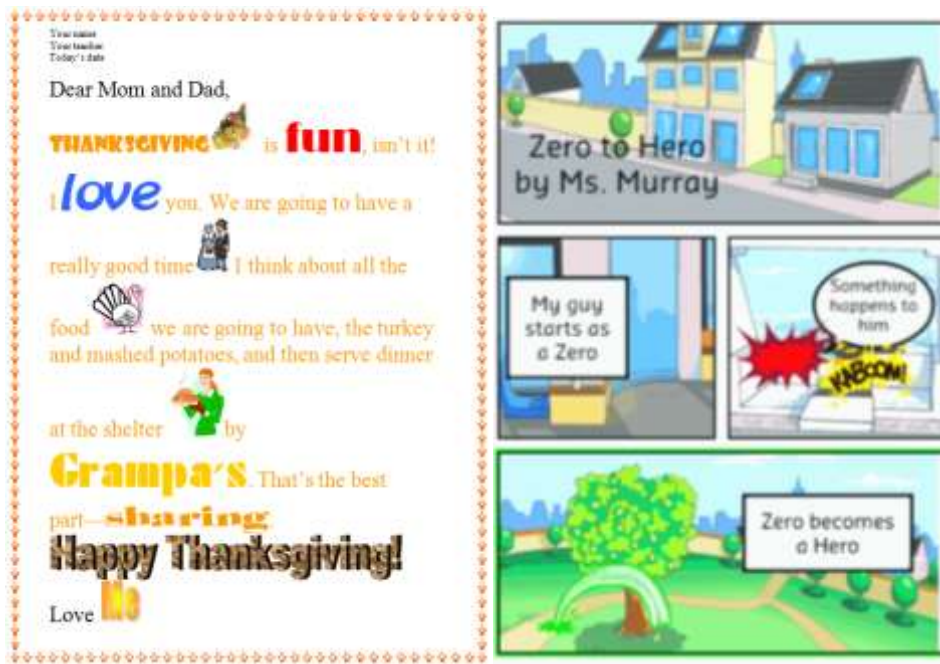 Your name
Your teacher
Today's date
Dear Mom and Dad,
THANKSGIVING is fun, isn't it!
I love you. We are going to have a
really good time I think about all the
food we are going to have, the turkey
and mashed potatoes, and then serve dinner
at the shelter by
Grampa's. That's the best
part—sharing.
Happy Thanksgiving!
Love Me
Zero to Hero
by Ms. Murray
My guy
starts as
a Zero
Something
happens to
him
KABOOM!
Zero becomes
a Hero